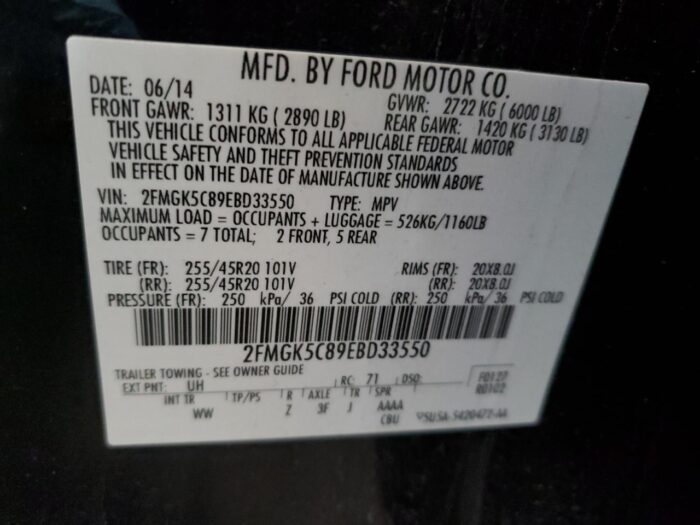 MFD. BY FORD MOTOR CO.
DATE: 06/14 GVWR: 2722 KG ( 6000 LB)
FRONT GAWR: 1311 KG ( 2890 LB) REAR GAWR: 1420 KG ( 3130 LB)
THIS VEHICLE CONFORMS TO ALL APPLICABLE FEDERAL MOTOR
VEHICLE SAFETY AND THEFT PREVENTION STANDARDS
IN EFFECT ON THE DATE OF MANUFACTURE SHOWN ABOVE.
VIN: 2FMGK5C89EBD33550 TYPE: MPV
MAXIMUM LOAD = OCCUPANTS + LUGGAGE = 526KG/1160LB
OCCUPANTS = 7 TOTAL; 2 FRONT, 5 REAR
TIRE (FR): 255/45R20 101V RIMS (FR): 20X8.0J
(RR): 255/45R20 101V (RR): 20X8.0J
PRESSURE (FR): 250 kPa/ 36 PSI COLD (RR): 250 kPa/ 36 PSI COLD
2FMGK5C89EBD33550
TRAILER TOWING - SEE OWNER GUIDE
EXT PNT: UH RC: 71 DSO: F0127
R0102
INT TR TP/PS R AXLE TR SPR
WW Z 3F J AAAA
CBU